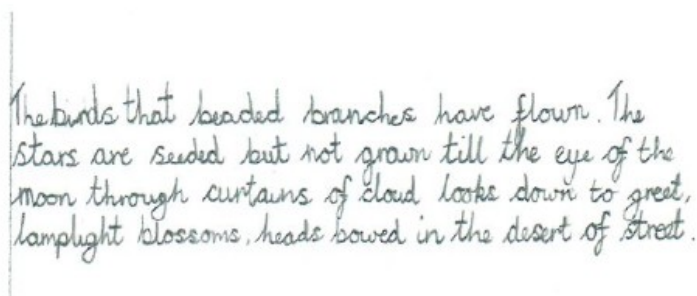 The birds that beaded branches have flown. The
stars are seeded but not grown till the eye of the
moon through curtains of cloud looks down to greet,
lamplight blossoms, heads bowed in the desert of street.